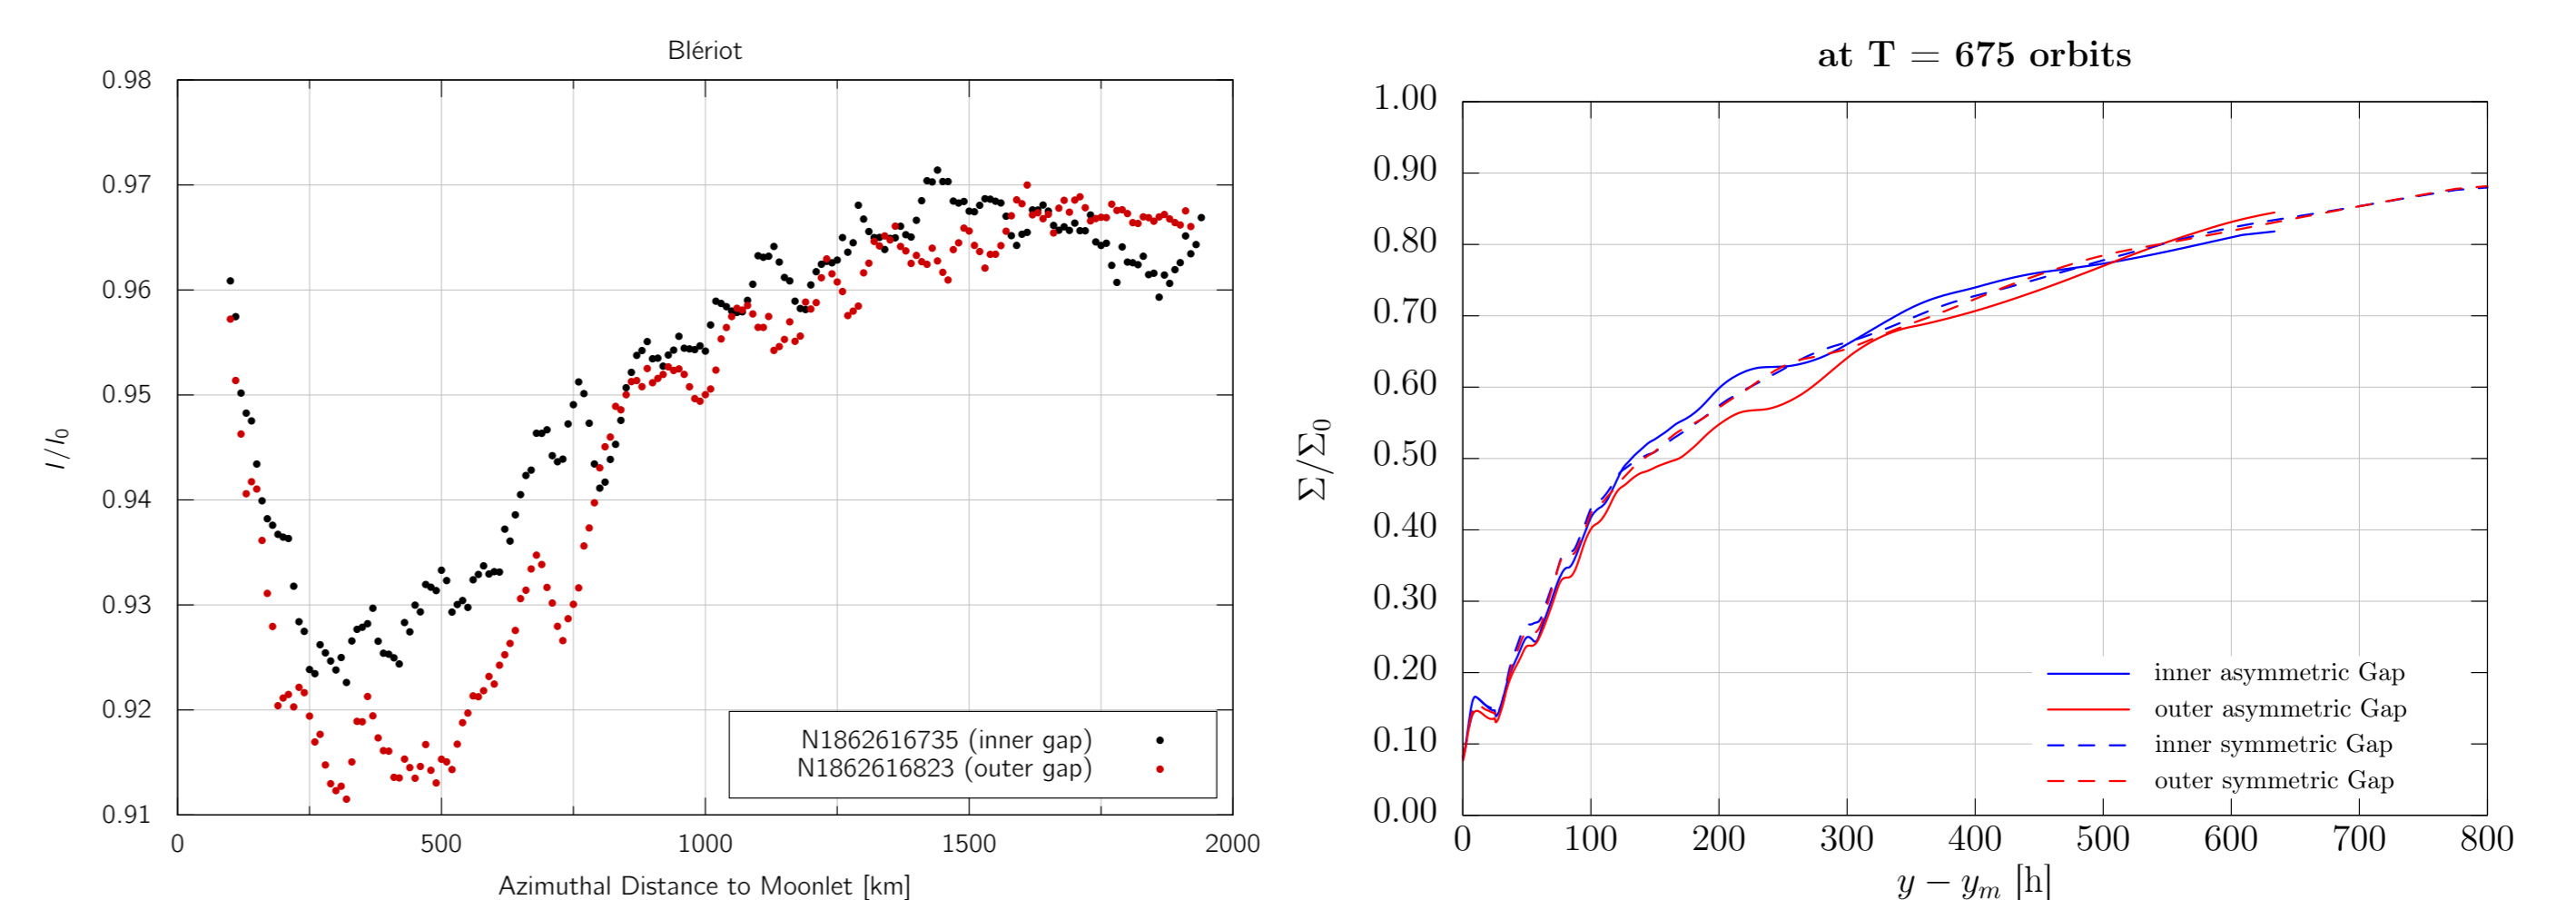 Blériot
0.98
0.97
0.96
0.95
0.94
0.93
0.92
0.91
I/I₀
N1862616735 (inner gap)
N1862616823 (outer gap)
0 500 1000 1500 2000
Azimuthal Distance to Moonlet [km]
at T = 675 orbits
1.00
0.90
0.80
0.70
0.60
0.50
0.40
0.30
0.20
0.10
0.00
Σ/Σ₀
inner asymmetric Gap
outer asymmetric Gap
inner symmetric Gap
outer symmetric Gap
0 100 200 300 400 500 600 700 800
y − yₘ [h]